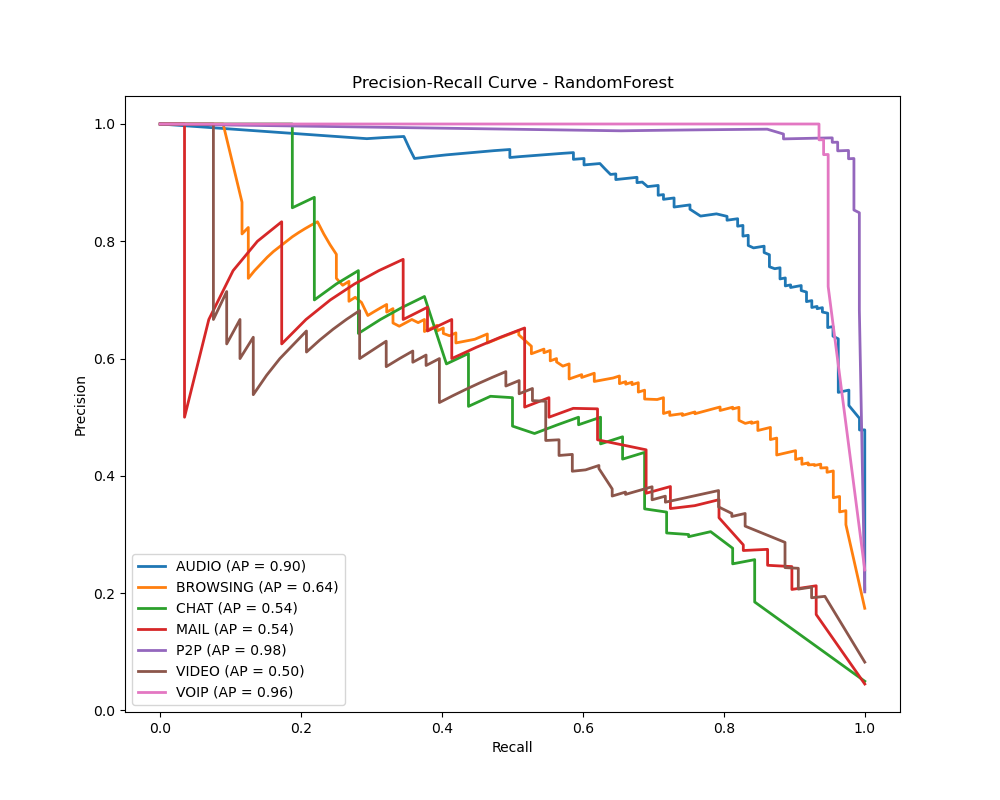 Precision-Recall Curve - RandomForest
1.0
0.8
0.6
0.4
0.2
0.0
Precision
AUDIO (AP = 0.90)
BROWSING (AP = 0.64)
CHAT (AP = 0.54)
MAIL (AP = 0.54)
P2P (AP = 0.98)
VIDEO (AP = 0.50)
VOIP (AP = 0.96)
0.0 0.2 0.4 0.6 0.8 1.0
Recall